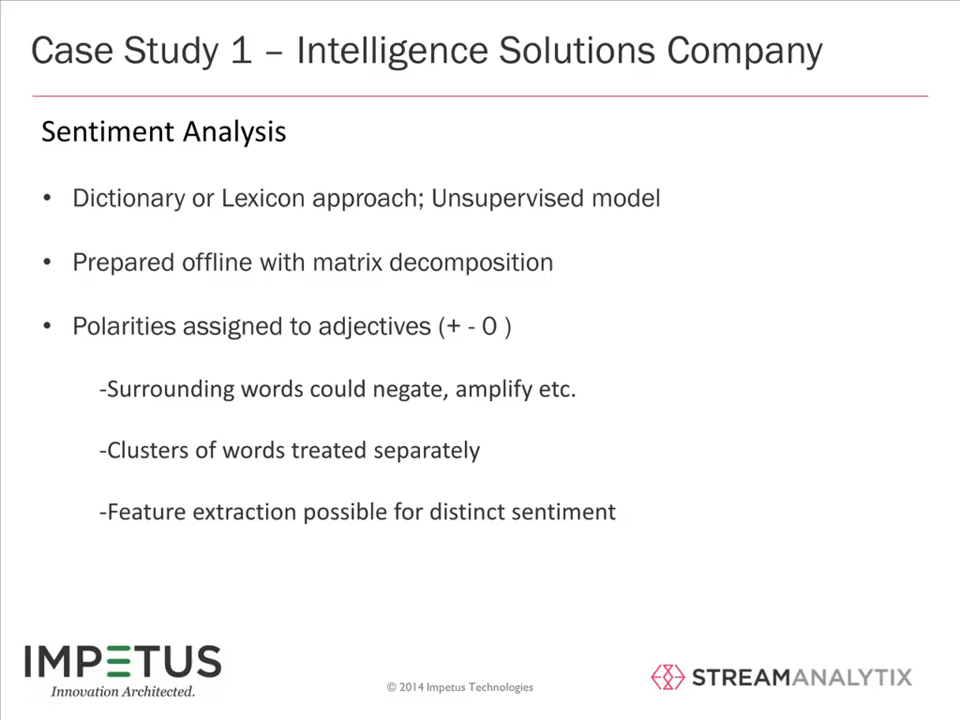 Case Study 1 – Intelligence Solutions Company
Sentiment Analysis
• Dictionary or Lexicon approach; Unsupervised model
• Prepared offline with matrix decomposition
• Polarities assigned to adjectives (+ - 0 )
-Surrounding words could negate, amplify etc.
-Clusters of words treated separately
-Feature extraction possible for distinct sentiment
IMPETUS
Innovation Architected.
© 2014 Impetus Technologies
STREAMANALYTIX